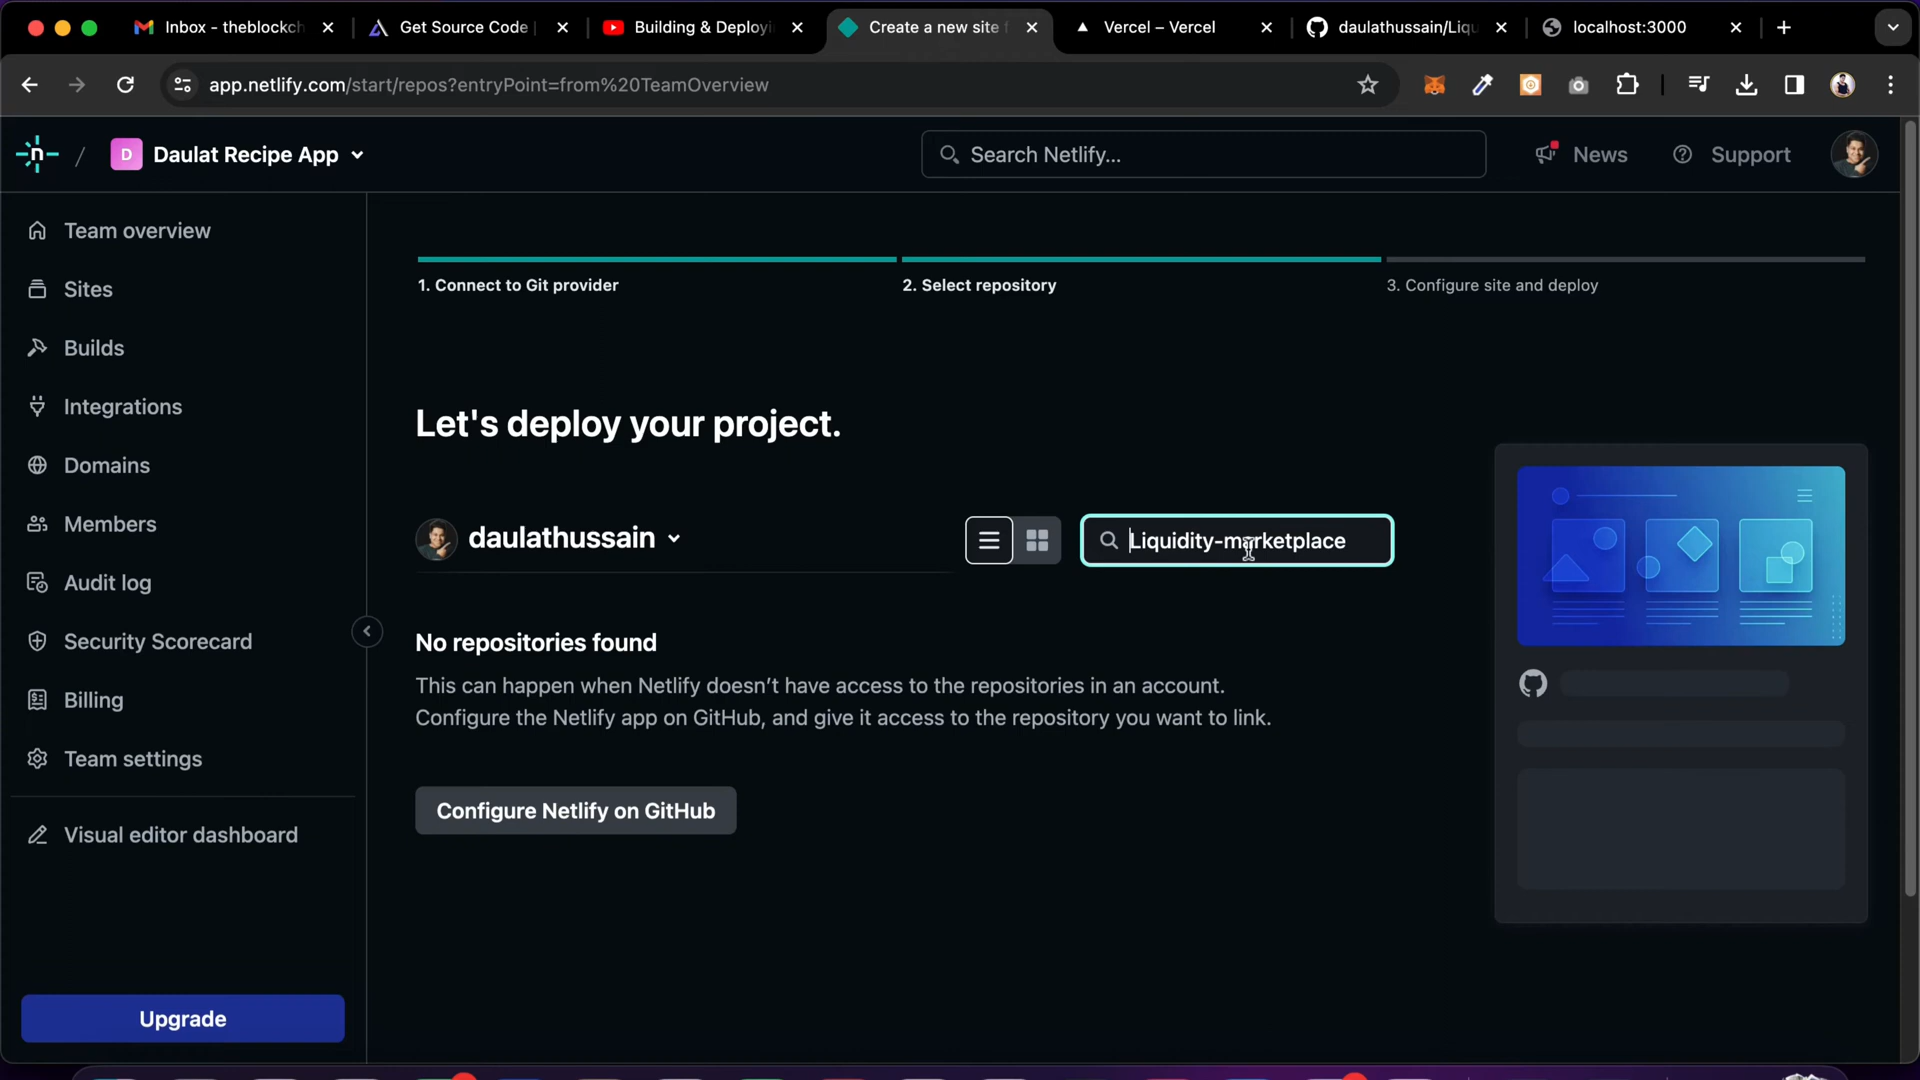 Inbox - theblockch
Get Source Code |
Building & Deployi
Create a new site f
Vercel – Vercel
daulathussain/Liqu
localhost:3000
app.netlify.com/start/repos?entryPoint=from%20TeamOverview
n / D Daulat Recipe App
Search Netlify...
News
Support
Team overview
Sites
Builds
Integrations
Domains
Members
Audit log
Security Scorecard
Billing
Team settings
Visual editor dashboard
Upgrade
1. Connect to Git provider
2. Select repository
3. Configure site and deploy
Let's deploy your project.
daulathussain
Liquidity-marketplace
No repositories found
This can happen when Netlify doesn’t have access to the repositories in an account.
Configure the Netlify app on GitHub, and give it access to the repository you want to link.
Configure Netlify on GitHub